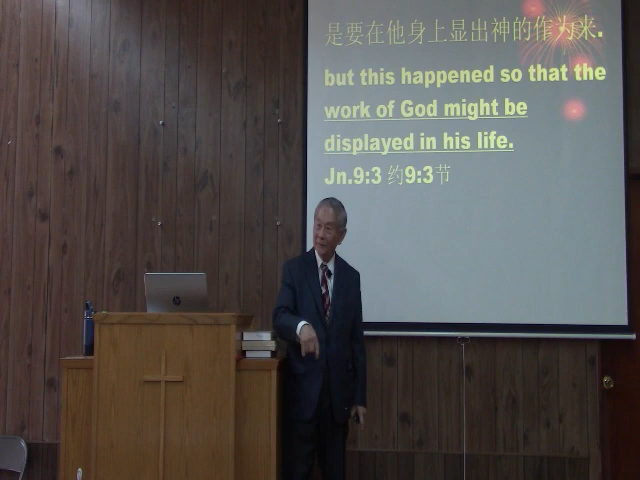 是要在他身上显出神的作为来.
but this happened so that the
work of God might be
displayed in his life.
Jn.9:3 约9:3节
hp